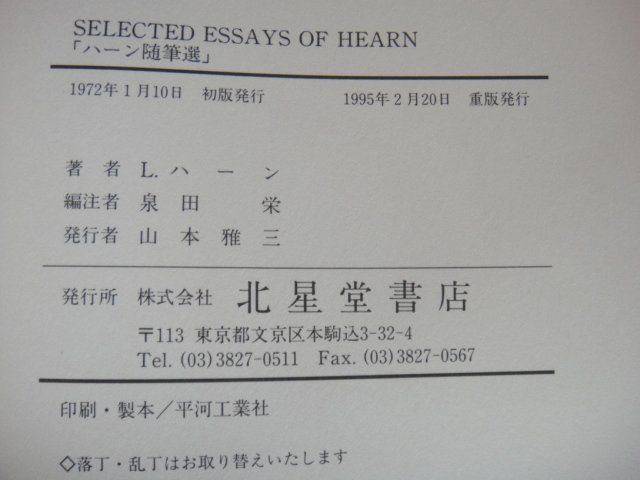 SELECTED ESSAYS OF HEARN
「ハーン随筆選」
1972年1月10日 初版発行 1995年2月20日 重版発行
著者 L. ハーン
編注者 泉田 栄
発行者 山本雅三
発行所 株式会社 北星堂書店
〒113 東京都文京区本駒込3-32-4
Tel. (03)3827-0511 Fax. (03)3827-0567
印刷・製本/平河工業社
◇落丁・乱丁はお取り替えいたします